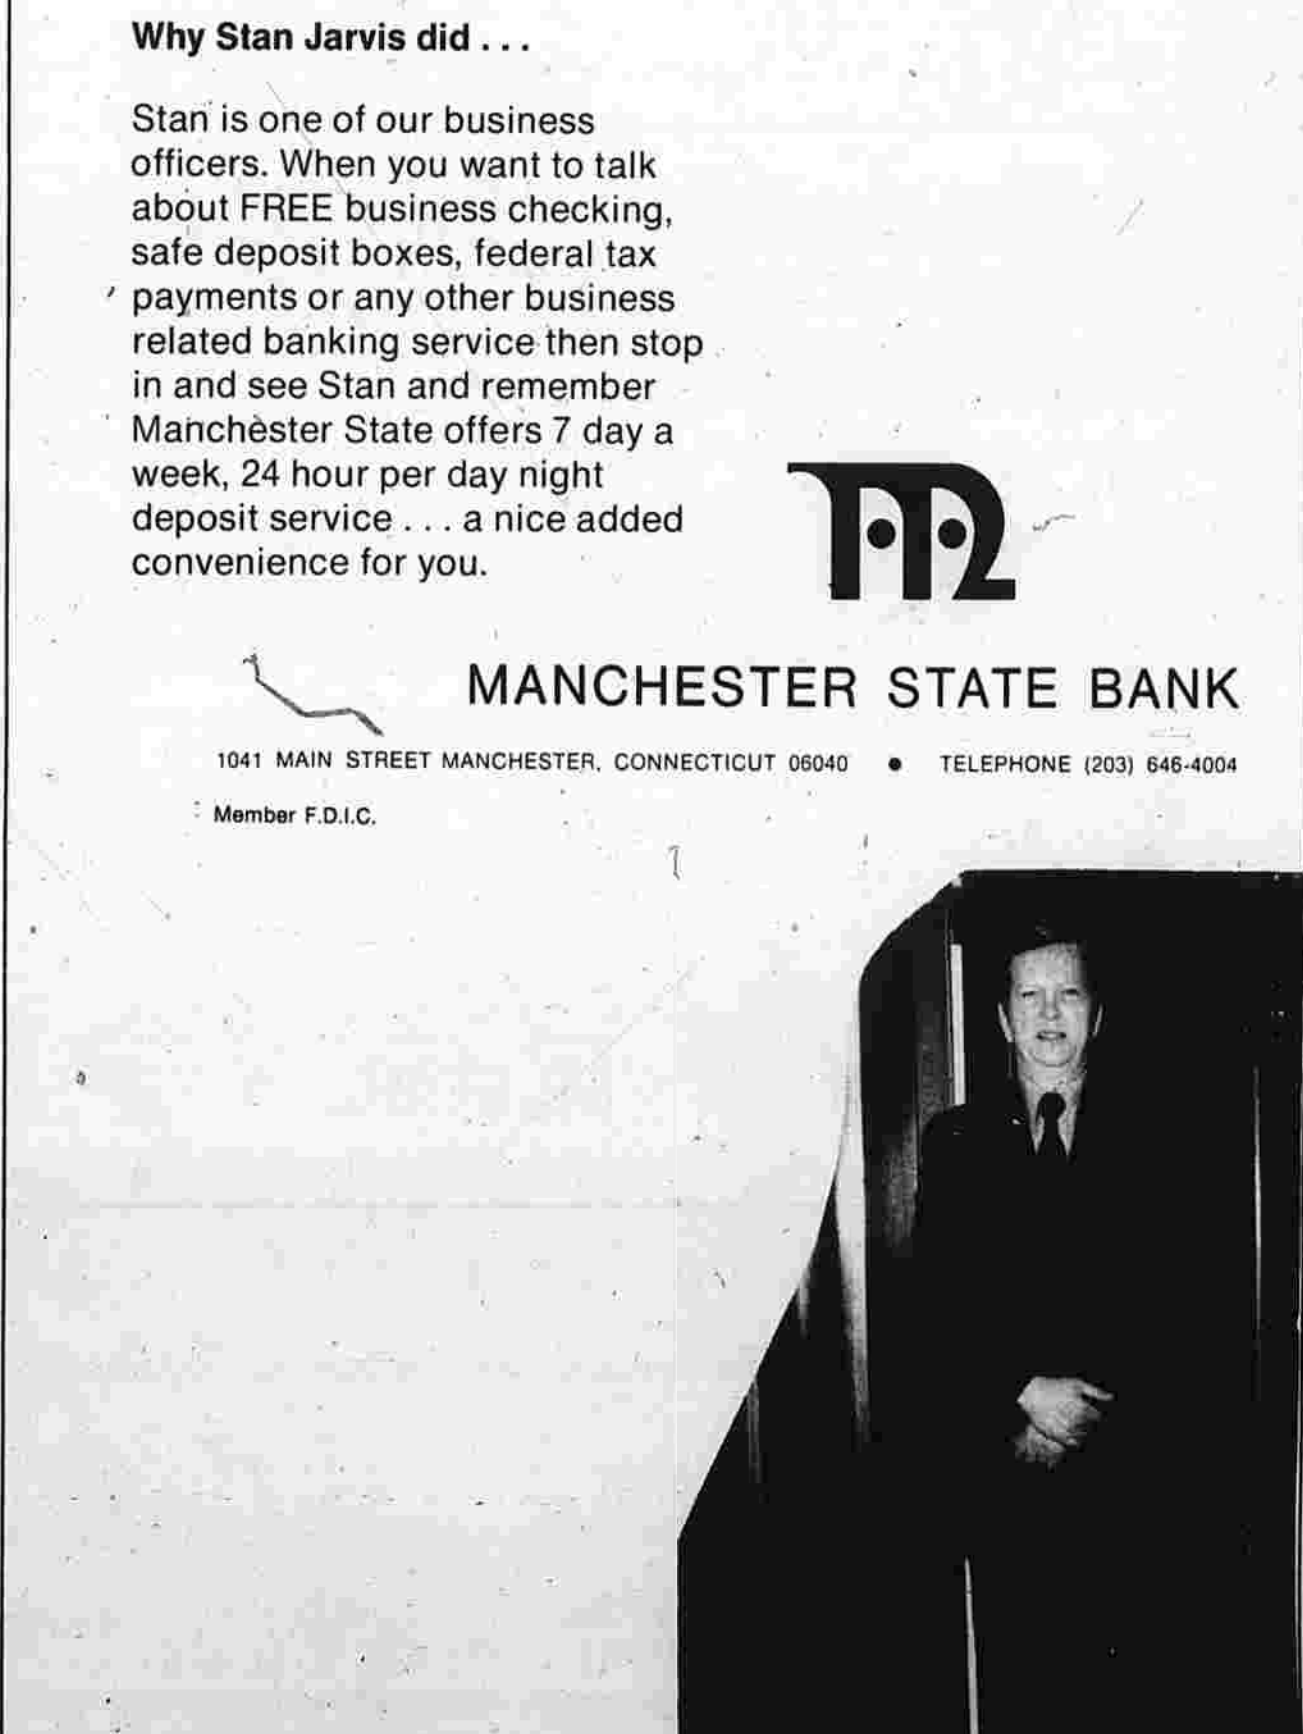 Why Stan Jarvis did . . .
Stan is one of our business
officers. When you want to talk
about FREE business checking,
safe deposit boxes, federal tax
payments or any other business
related banking service then stop
in and see Stan and remember
Manchester State offers 7 day a
week, 24 hour per day night
deposit service . . . a nice added
convenience for you.
MANCHESTER STATE BANK
1041 MAIN STREET MANCHESTER, CONNECTICUT 06040 ● TELEPHONE (203) 646-4004
Member F.D.I.C.